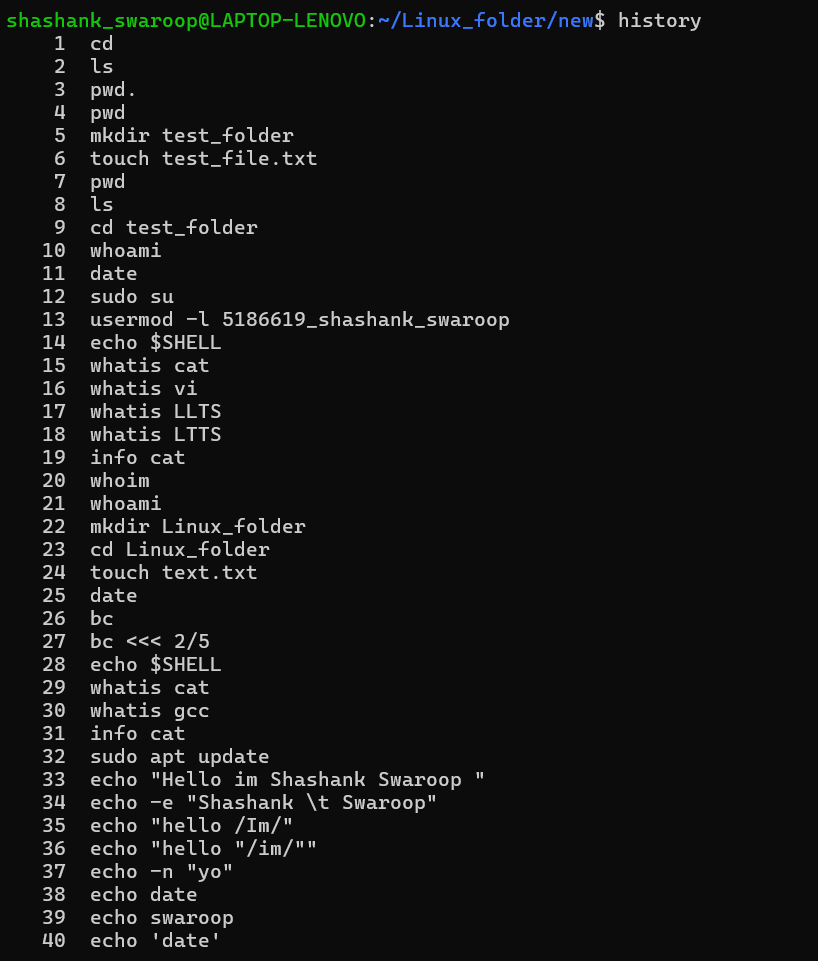 shashank_swaroop@LAPTOP-LENOVO:~/Linux_folder/new$ history
1 cd
2 ls
3 pwd.
4 pwd
5 mkdir test_folder
6 touch test_file.txt
7 pwd
8 ls
9 cd test_folder
10 whoami
11 date
12 sudo su
13 usermod -l 5186619_shashank_swaroop
14 echo $SHELL
15 whatis cat
16 whatis vi
17 whatis LLTS
18 whatis LTTS
19 info cat
20 whoim
21 whoami
22 mkdir Linux_folder
23 cd Linux_folder
24 touch text.txt
25 date
26 bc
27 bc <<< 2/5
28 echo $SHELL
29 whatis cat
30 whatis gcc
31 info cat
32 sudo apt update
33 echo "Hello im Shashank Swaroop "
34 echo -e "Shashank \t Swaroop"
35 echo "hello /Im/"
36 echo "hello "/im/""
37 echo -n "yo"
38 echo date
39 echo swaroop
40 echo 'date'